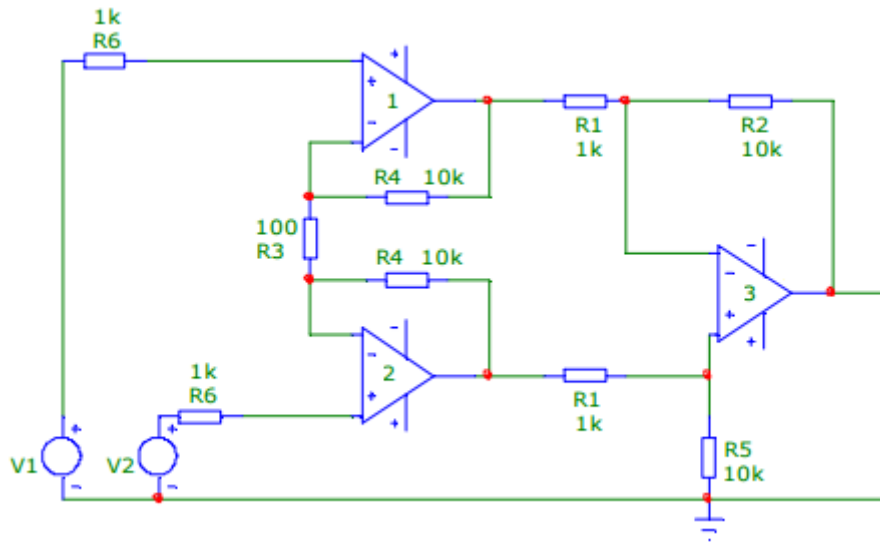 1k
R6
+
+
1
-
-
R1
1k
R2
10k
R4 10k
100
R3
R4 10k
-
-
3
+
+
-
-
2
+
+
1k
R6
R1
1k
V1
+
-
V2
+
-
R5
10k